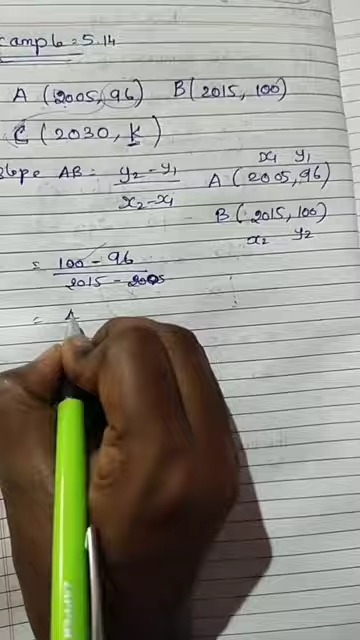 Example = 5.14
A (2005, 96) B (2015, 100)
C (2030, k)
Slope AB = y₂ - y₁ / x₂ - x₁
x₁ y₁
A (2005, 96)
B (2015, 100)
x₂ y₂
= 100 - 96 / 2015 - 2005
= 4